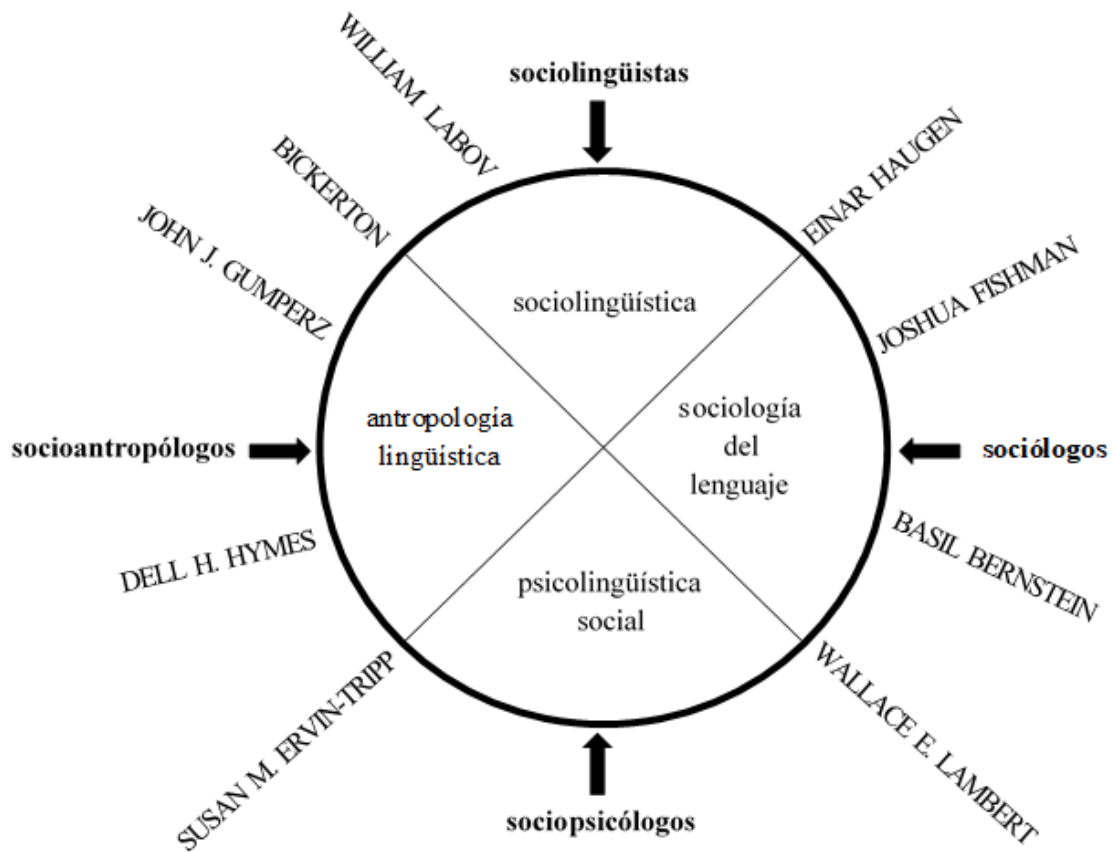 WILLIAM LABOV
sociolingüistas
BICKERTON
EINAR HAUGEN
JOHN J. GUMPERZ
JOSHUA FISHMAN
sociolingüística
antropología
lingüistica
sociología
del
lenguaje
socioantropólogos
sociólogos
DELL H. HYMES
BASIL BERNSTEIN
psicolingüística
social
SUSAN M. ERVIN-TRIPP
WALLACE E. LAMBERT
sociopsicólogos